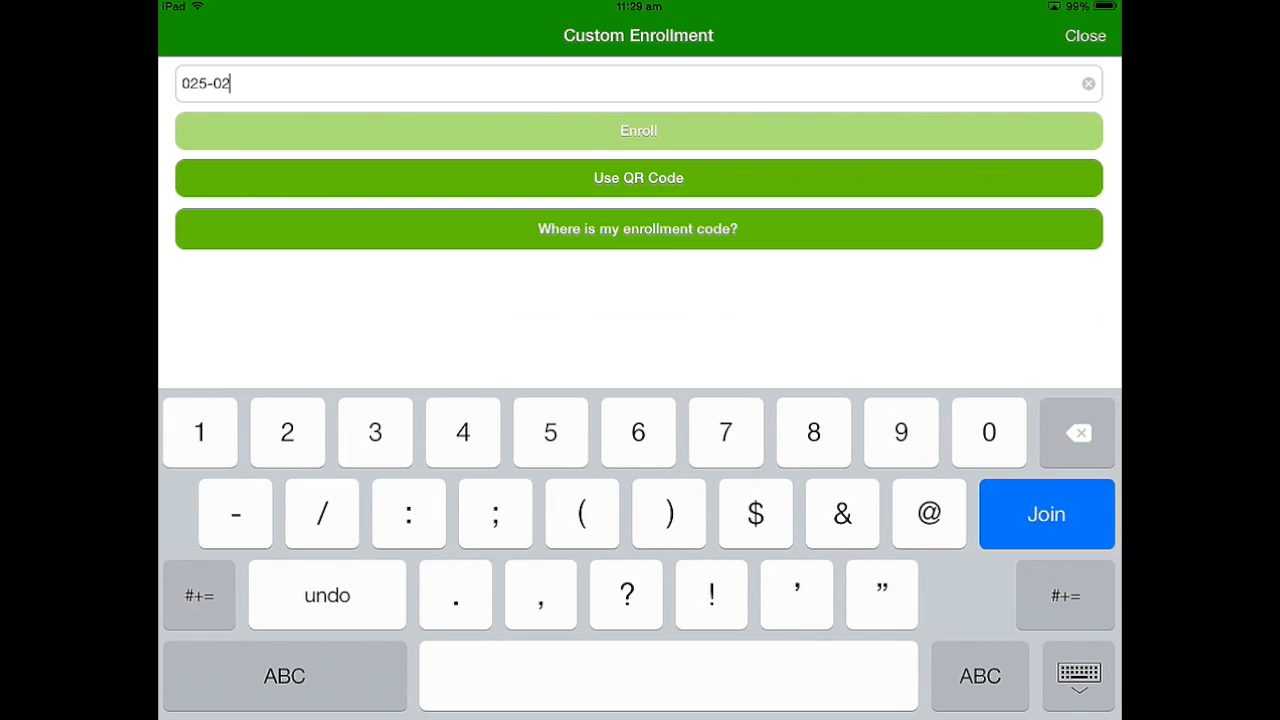 iPad 11:29 am 99%
Custom Enrollment Close
025-02
Enroll
Use QR Code
Where is my enrollment code?
1 2 3 4 5 6 7 8 9 0
- / : ; ( ) $ & @ Join
#+= undo . , ? ! ’ ” #+=
ABC ABC